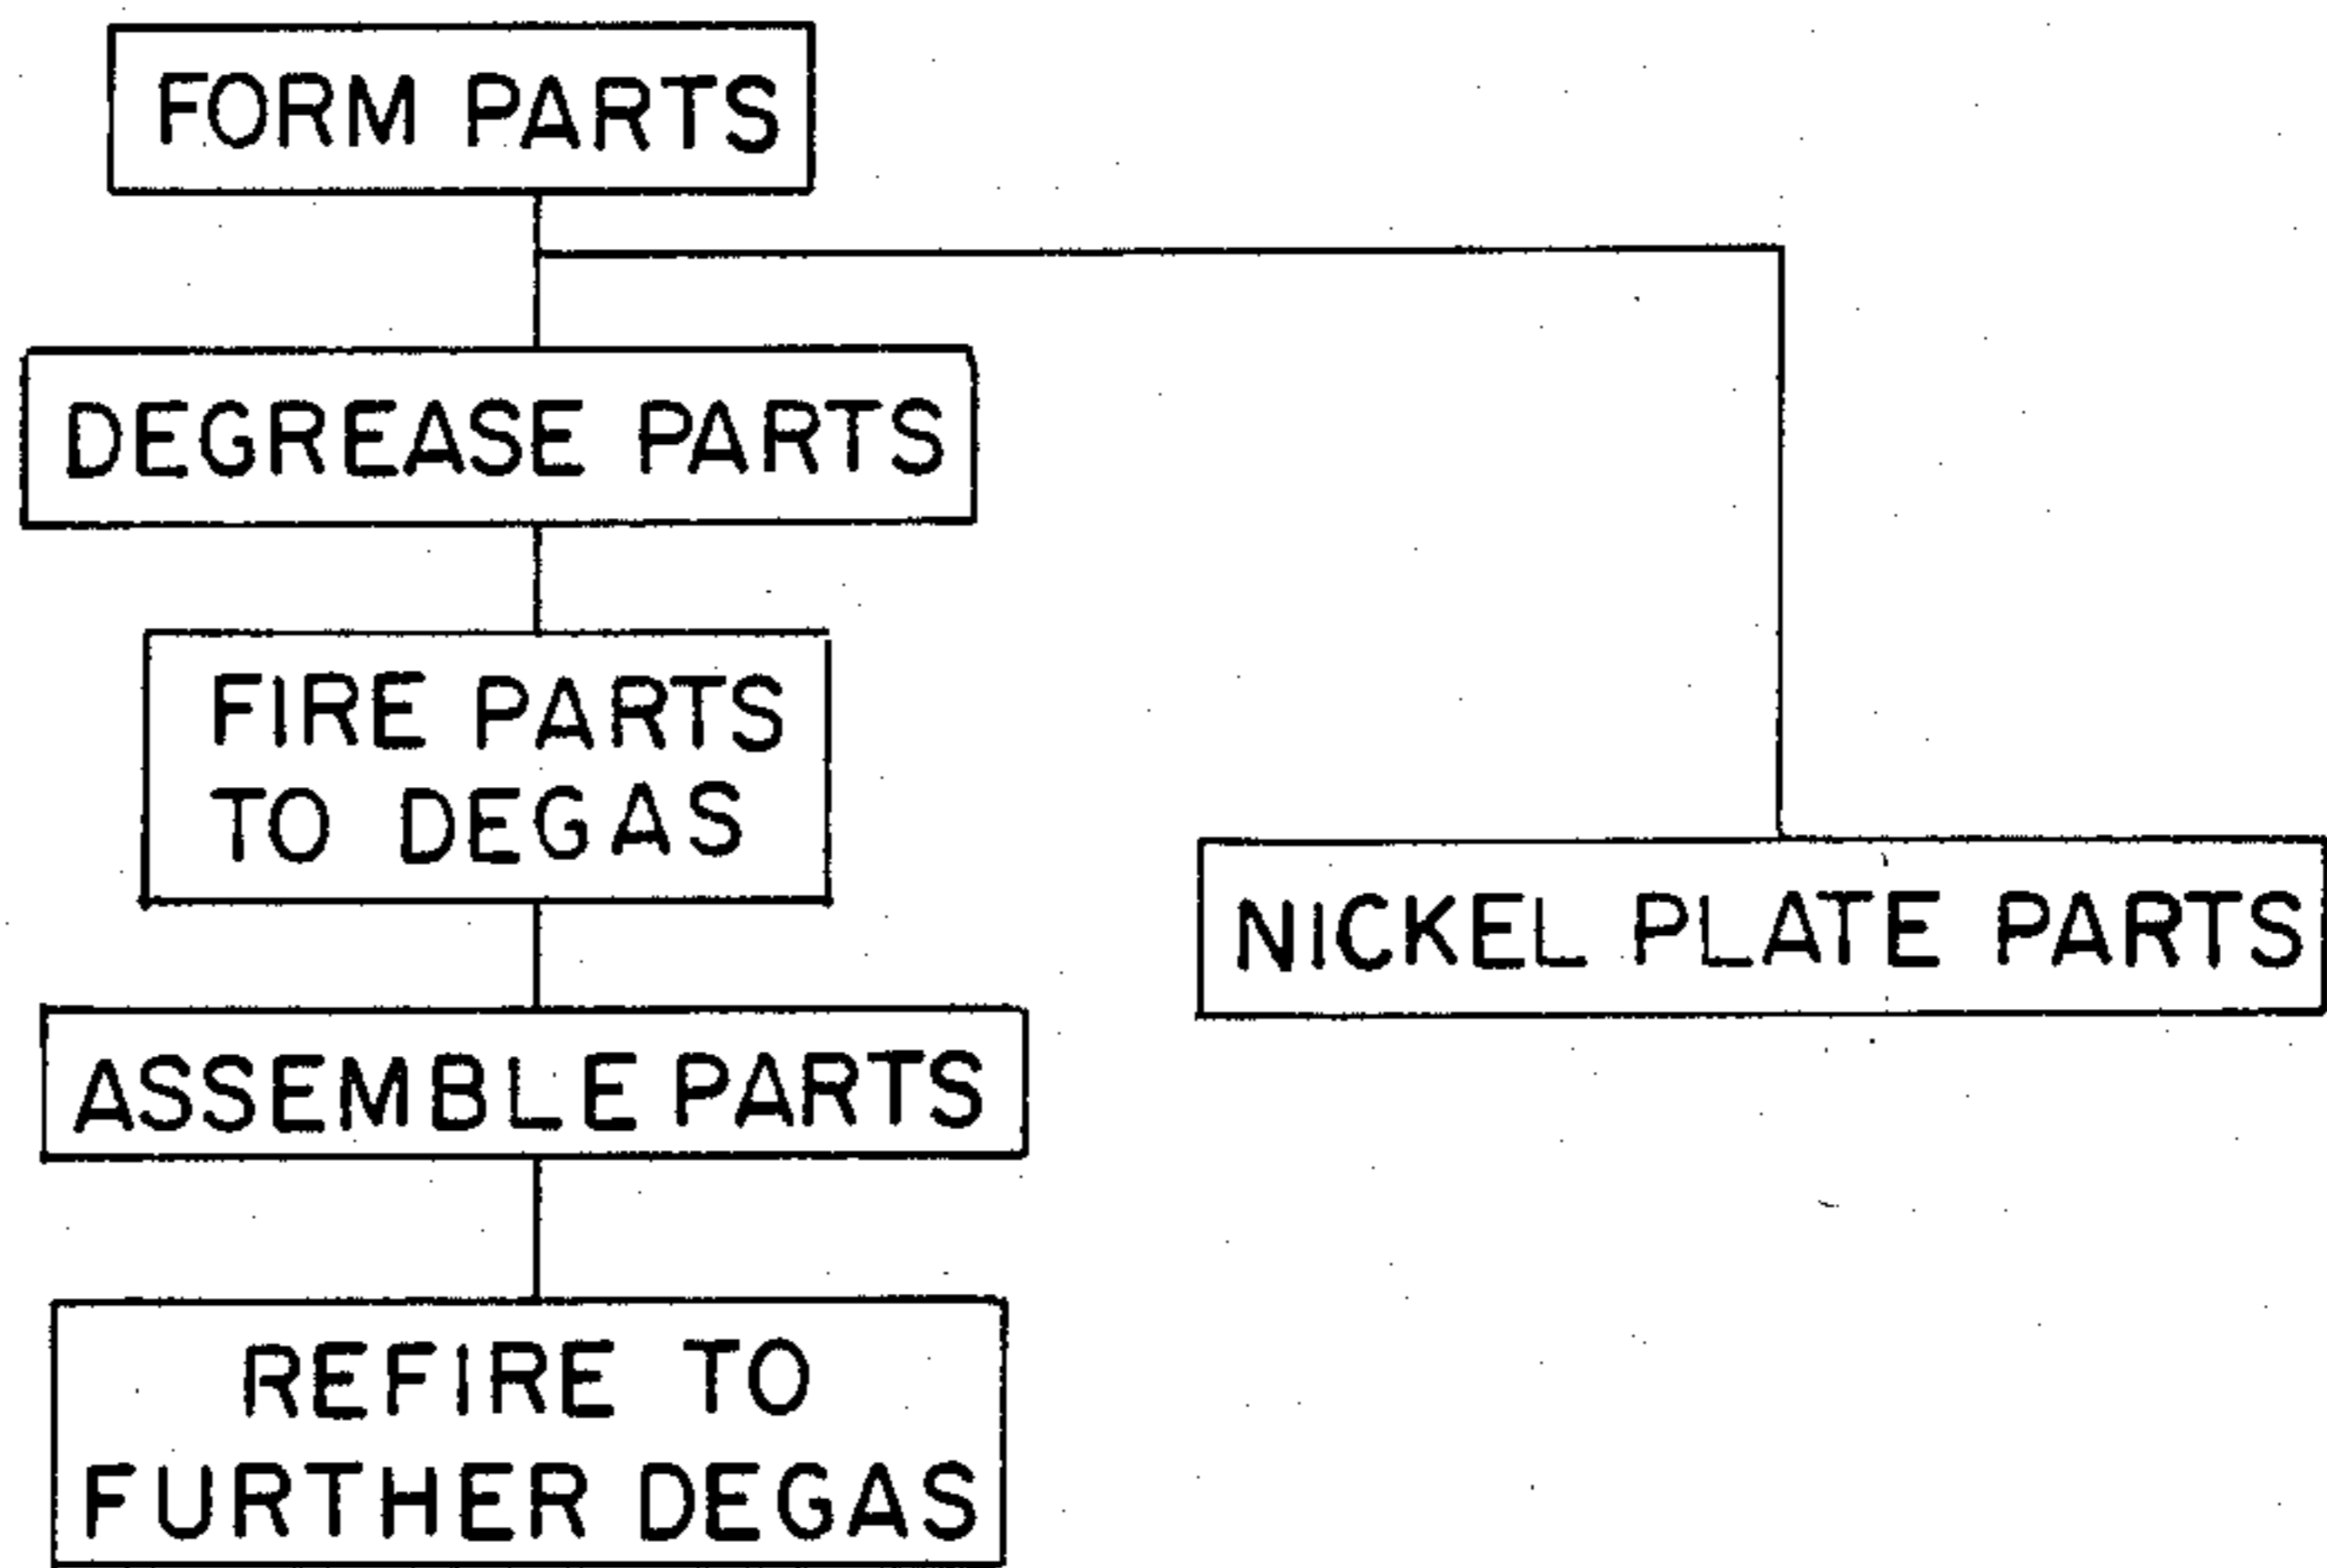 FORM PARTS
DEGREASE PARTS
FIRE PARTS
TO DEGAS
NICKEL PLATE PARTS
ASSEMBLE PARTS
REFIRE TO
FURTHER DEGAS